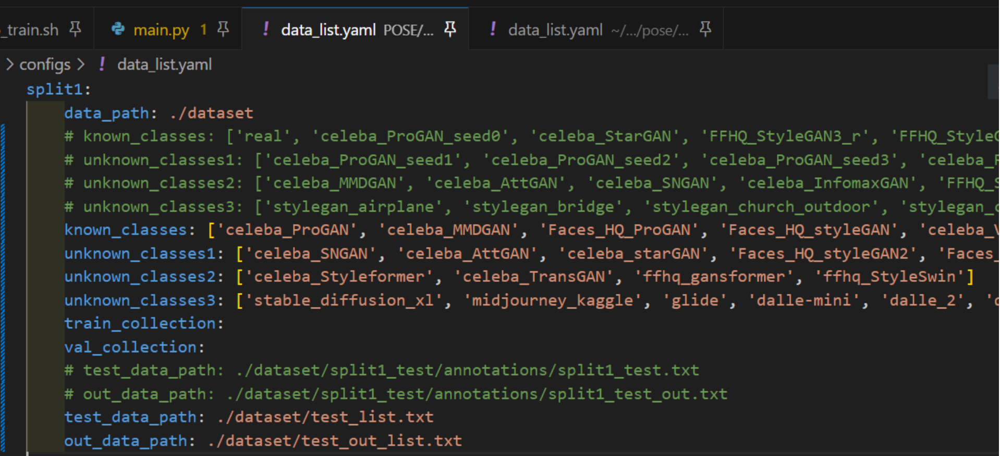 _train.sh main.py 1 data_list.yaml POSE/... data_list.yaml ~/.../pose/...
> configs > ! data_list.yaml
split1:
data_path: ./dataset
# known_classes: ['real', 'celeba_ProGAN_seed0', 'celeba_StarGAN', 'FFHQ_StyleGAN3_r', 'FFHQ_StyleG
# unknown_classes1: ['celeba_ProGAN_seed1', 'celeba_ProGAN_seed2', 'celeba_ProGAN_seed3', 'celeba_P
# unknown_classes2: ['celeba_MMDGAN', 'celeba_AttGAN', 'celeba_SNGAN', 'celeba_InfomaxGAN', 'FFHQ_S
# unknown_classes3: ['stylegan_airplane', 'stylegan_bridge', 'stylegan_church_outdoor', 'stylegan_c
known_classes: ['celeba_ProGAN', 'celeba_MMDGAN', 'Faces_HQ_ProGAN', 'Faces_HQ_styleGAN', 'celeba_V
unknown_classes1: ['celeba_SNGAN', 'celeba_AttGAN', 'celeba_starGAN', 'Faces_HQ_styleGAN2', 'Faces_
unknown_classes2: ['celeba_Styleformer', 'celeba_TransGAN', 'ffhq_gansformer', 'ffhq_StyleSwin']
unknown_classes3: ['stable_diffusion_xl', 'midjourney_kaggle', 'glide', 'dalle-mini', 'dalle_2', 'd
train_collection:
val_collection:
# test_data_path: ./dataset/split1_test/annotations/split1_test.txt
# out_data_path: ./dataset/split1_test/annotations/split1_test_out.txt
test_data_path: ./dataset/test_list.txt
out_data_path: ./dataset/test_out_list.txt